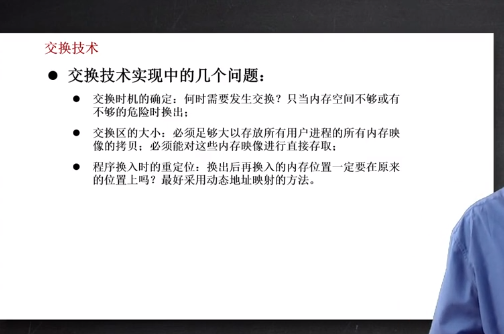 交换技术
● 交换技术实现中的几个问题：
● 交换时机的确定：何时需要发生交换？只当内存空间不够或有
不够的危险时换出；
● 交换区的大小：必须足够大以存放所有用户进程的所有内存映
像的拷贝；必须能对这些内存映像进行直接存取；
● 程序换入时的重定位：换出后再换入的内存位置一定要在原来
的位置上吗？最好采用动态地址映射的方法。